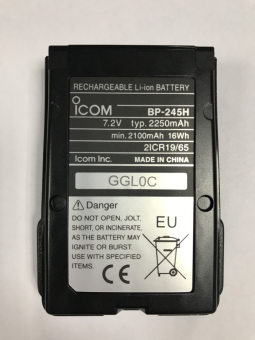 RECHARGEABLE Li-ion BATTERY
ICOM BP-245H
7.2V typ. 2250mAh
min. 2100mAh 16Wh
2ICR19/65
Icom Inc. MADE IN CHINA
GGL0C
Danger
DO NOT OPEN, JOLT,
SHORT, OR INCINERATE,
AS BATTERY MAY
IGNITE OR BURST.
USE WITH SPECIFIED
ITEMS.
CE
EU